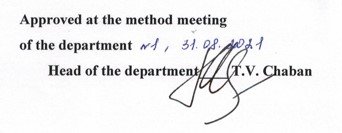 Approved at the method meeting
of the department №1, 31.08.2021
Head of the department T.V. Chaban